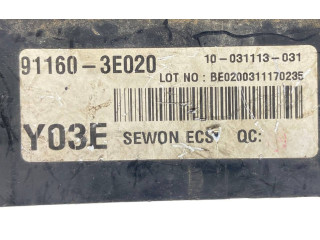 91160-3E020
10-031113-031
LOT NO : BE0200311170235
Y03E SEWON ECS QC: